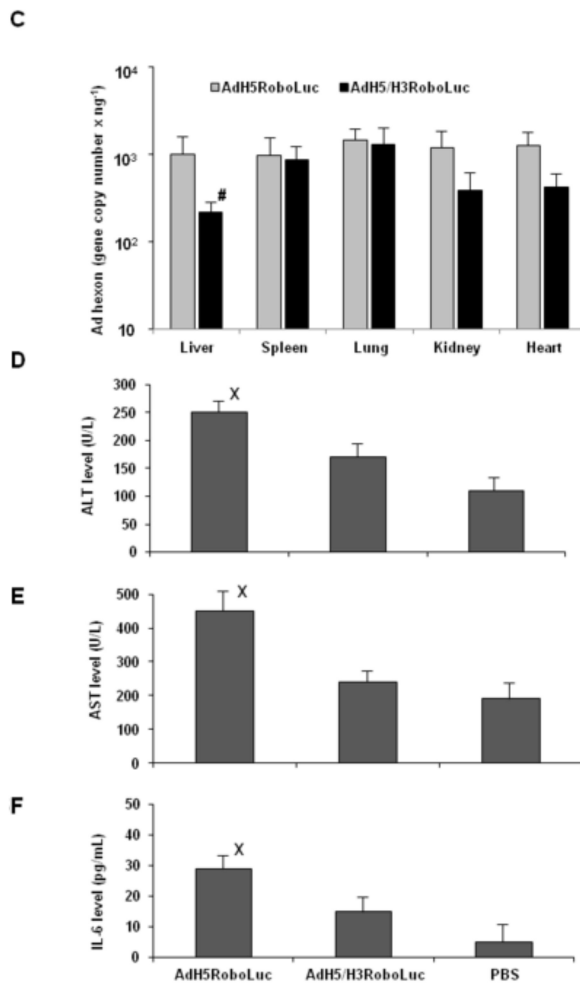 C
10⁴
AdH5RoboLuc AdH5/H3RoboLuc
10³
#
10²
10
Ad hexon (gene copy number x ng⁻¹)
Liver Spleen Lung Kidney Heart
D
300
X
250
200
150
100
50
0
ALT level (U/L)
E
500
X
400
300
200
100
0
AST level (U/L)
F
50
40
X
30
20
10
0
IL-6 level (pg/mL)
AdH5RoboLuc AdH5/H3RoboLuc PBS